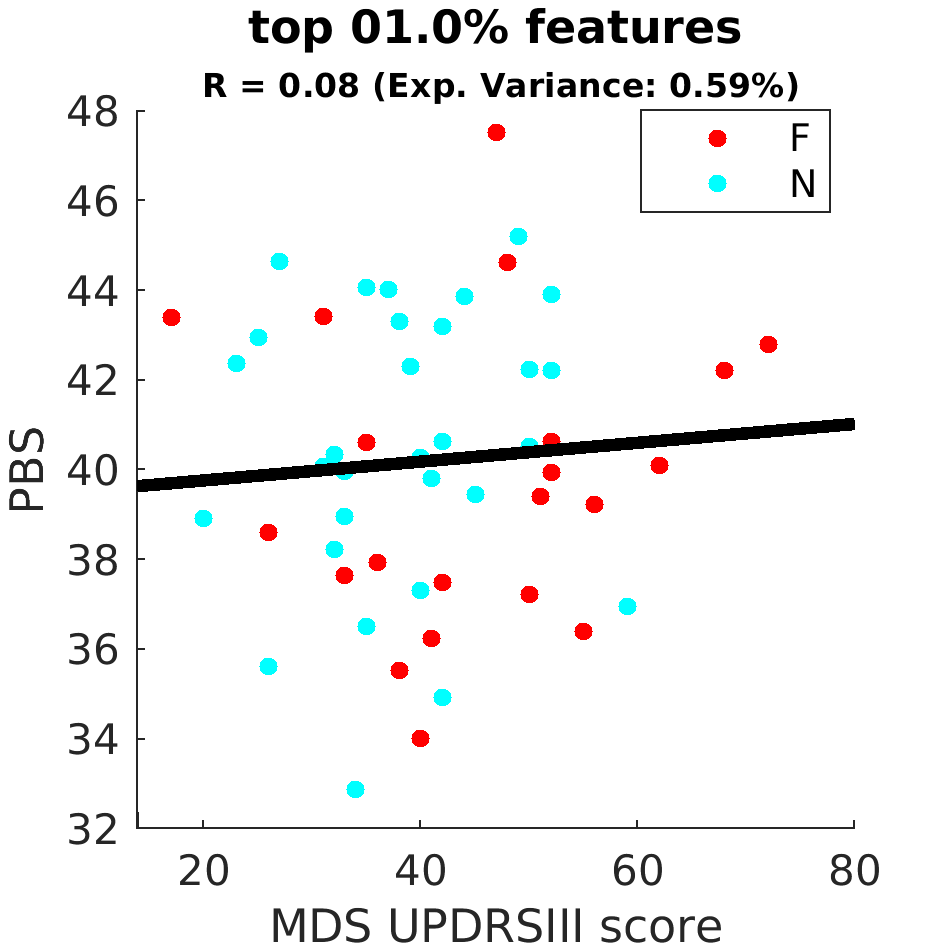 top 01.0% features
R = 0.08 (Exp. Variance: 0.59%)
F
N
48
46
44
42
40
38
36
34
32
PBS
20 40 60 80
MDS UPDRSIII score